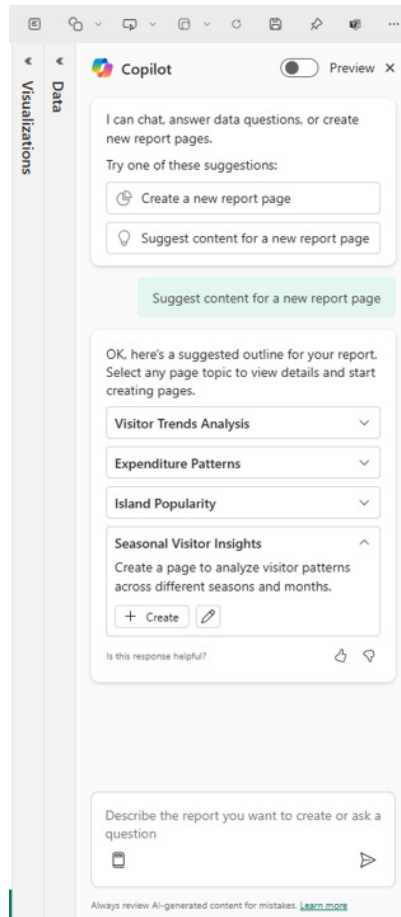 Visualizations
Data
Copilot
Preview
I can chat, answer data questions, or create
new report pages.
Try one of these suggestions:
Create a new report page
Suggest content for a new report page
Suggest content for a new report page
OK, here's a suggested outline for your report.
Select any page topic to view details and start
creating pages.
Visitor Trends Analysis
Expenditure Patterns
Island Popularity
Seasonal Visitor Insights
Create a page to analyze visitor patterns
across different seasons and months.
+ Create
Is this response helpful?
Describe the report you want to create or ask a
question
Always review AI-generated content for mistakes. Learn more